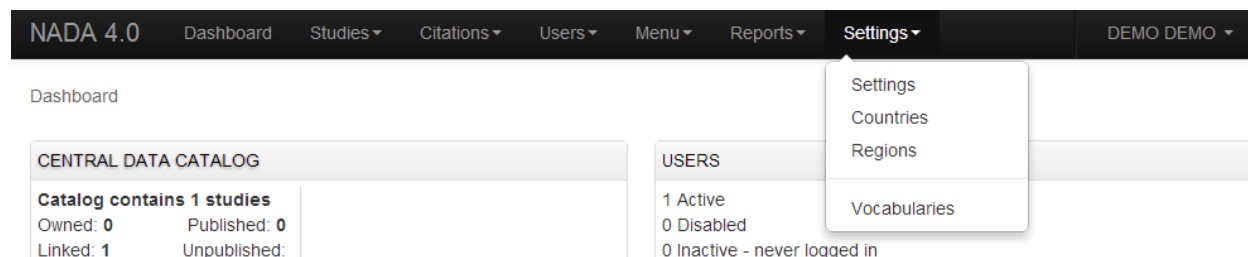 NADA 4.0 Dashboard Studies Citations Users Menu Reports Settings DEMO DEMO
Settings
Dashboard
Countries
Regions
Vocabularies
CENTRAL DATA CATALOG
Catalog contains 1 studies
Owned: 0 Published: 0
Linked: 1 Unpublished:
USERS
1 Active
0 Disabled
0 Inactive - never logged in